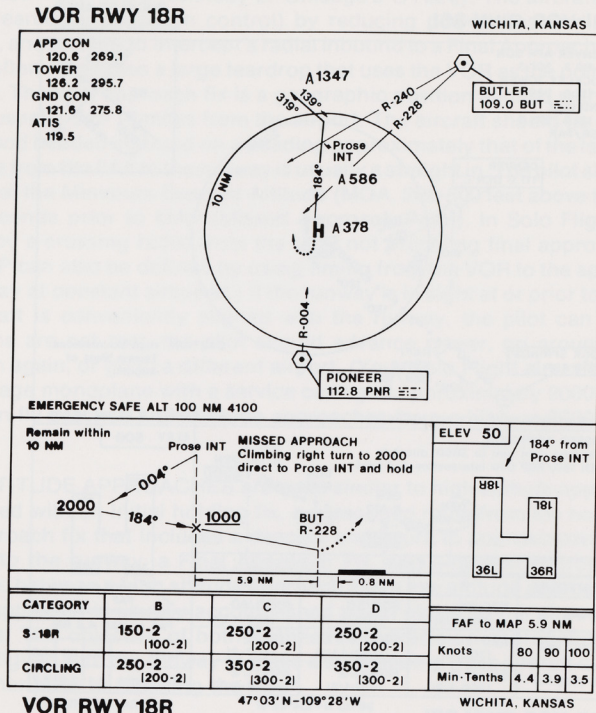 VOR RWY 18R
WICHITA, KANSAS
APP CON
120.6 269.1
TOWER
126.2 295.7
GND CON
121.6 275.8
ATIS
119.5
A 1347
139°
319°
R-240
R-228
BUTLER
109.0 BUT
Prose
INT
10 NM
184°
A 586
H A 378
R-004
PIONEER
112.8 PNR
EMERGENCY SAFE ALT 100 NM 4100
Remain within
10 NM
Prose INT
MISSED APPROACH
Climbing right turn to 2000
direct to Prose INT and hold
004°
2000
184°
1000
BUT
R-228
5.9 NM
0.8 NM
ELEV 50
184° from
Prose INT
18R
18L
36L
36R
CATEGORY B C D
S-18R 150-2 250-2 250-2
[100-2] [200-2] [200-2]
CIRCLING 250-2 350-2 350-2
[200-2] [300-2] [300-2]
FAF to MAP 5.9 NM
Knots 80 90 100
Min-Tenths 4.4 3.9 3.5
VOR RWY 18R
47°03'N-109°28'W
WICHITA, KANSAS